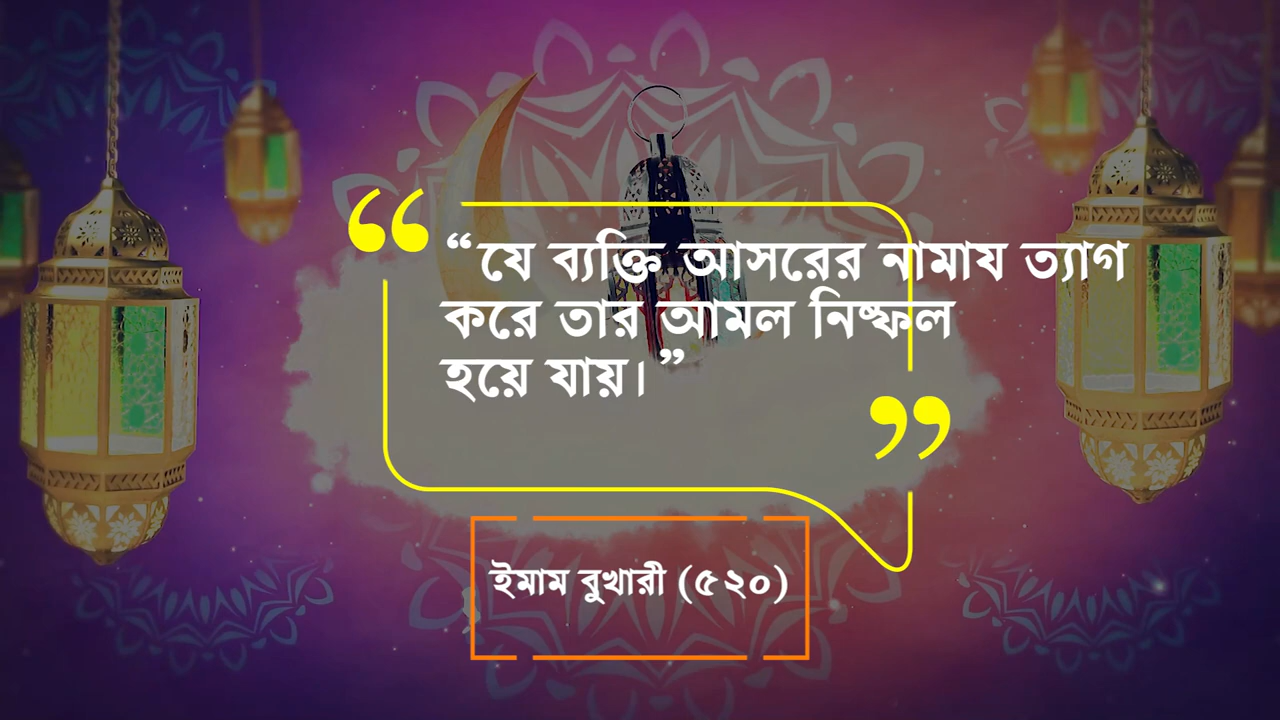 “যে ব্যক্তি আসরের নামায ত্যাগ
করে তার আমল নিষ্ফল
হয়ে যায়।”
ইমাম বুখারী (৫২০)